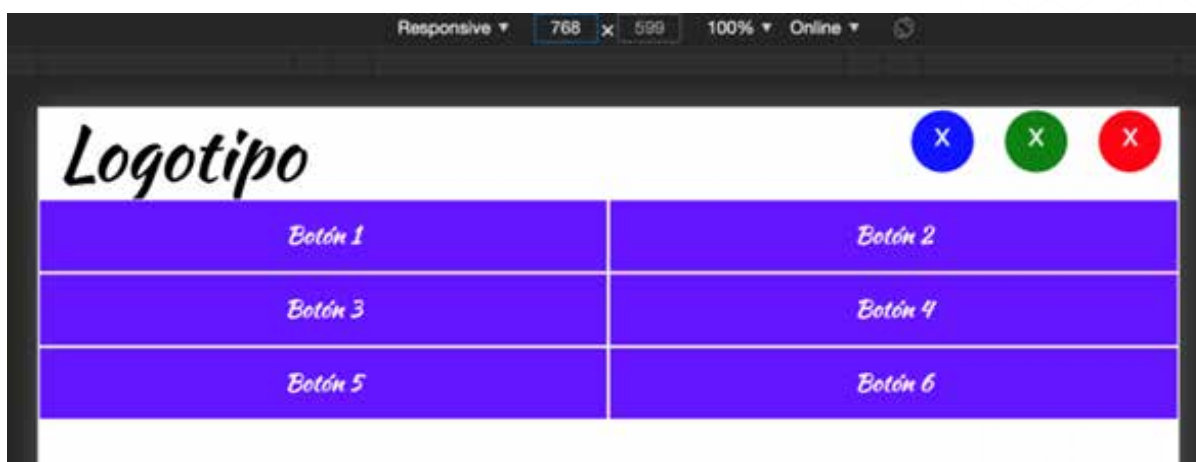 Responsive ▼ 768 × 599 100% ▼ Online ▼
Logotipo X X X
Botón 1 Botón 2
Botón 3 Botón 4
Botón 5 Botón 6